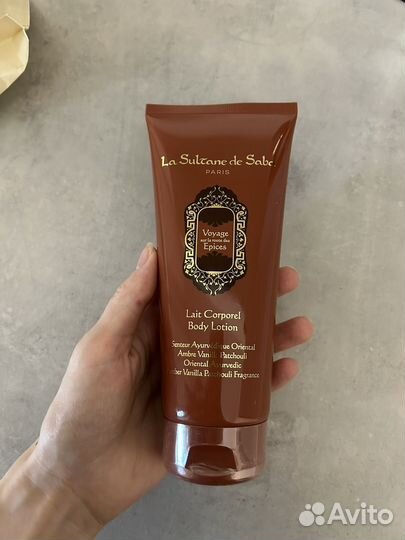 La Sultane de Saba
PARIS
Voyage
sur la route des
Epices
Lait Corporel
Body Lotion
Senteur Ayurvédique Oriental
Ambre Vanille Patchouli
Oriental Ayurvedic
Amber Vanilla Patchouli Fragrance
Avito